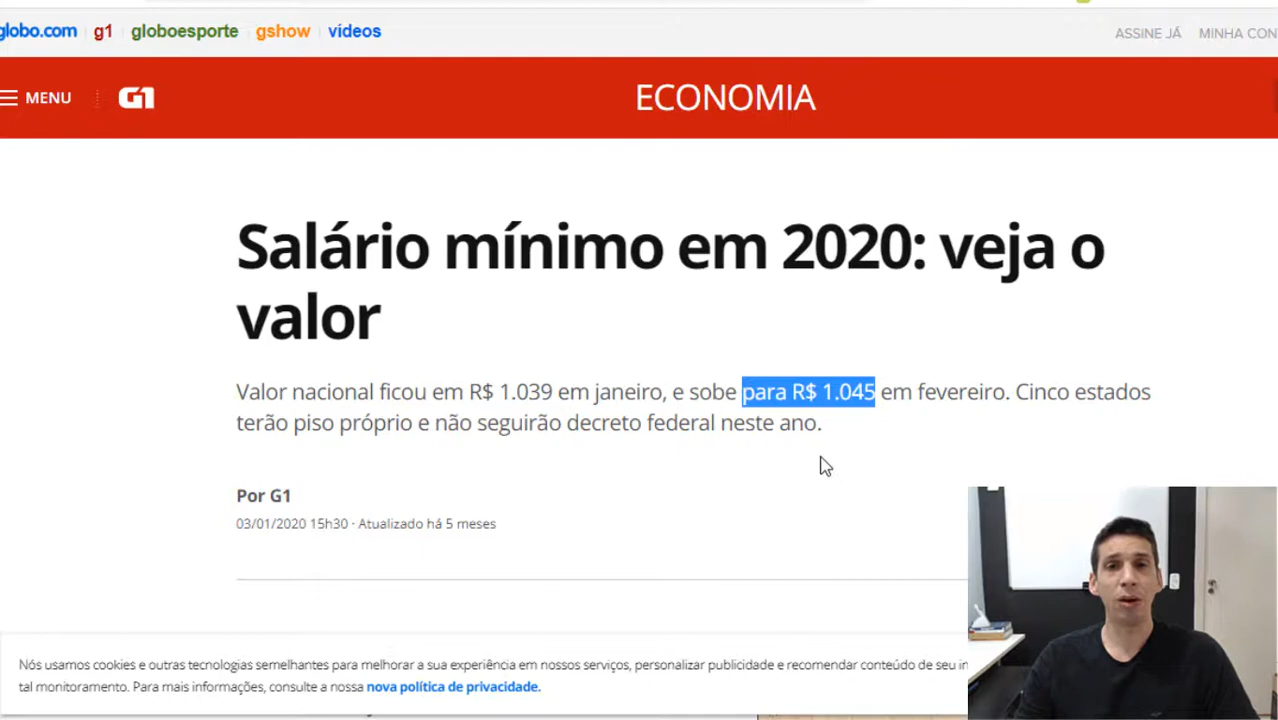 globo.com g1 globoesporte gshow vídeos ASSINE JÁ MINHA CON
MENU G1 ECONOMIA
Salário mínimo em 2020: veja o
valor
Valor nacional ficou em R$ 1.039 em janeiro, e sobe para R$ 1.045 em fevereiro. Cinco estados
terão piso próprio e não seguirão decreto federal neste ano.
Por G1
03/01/2020 15h30 · Atualizado há 5 meses
Nós usamos cookies e outras tecnologias semelhantes para melhorar a sua experiência em nossos serviços, personalizar publicidade e recomendar conteúdo de seu
tal monitoramento. Para mais informações, consulte a nossa nova política de privacidade.